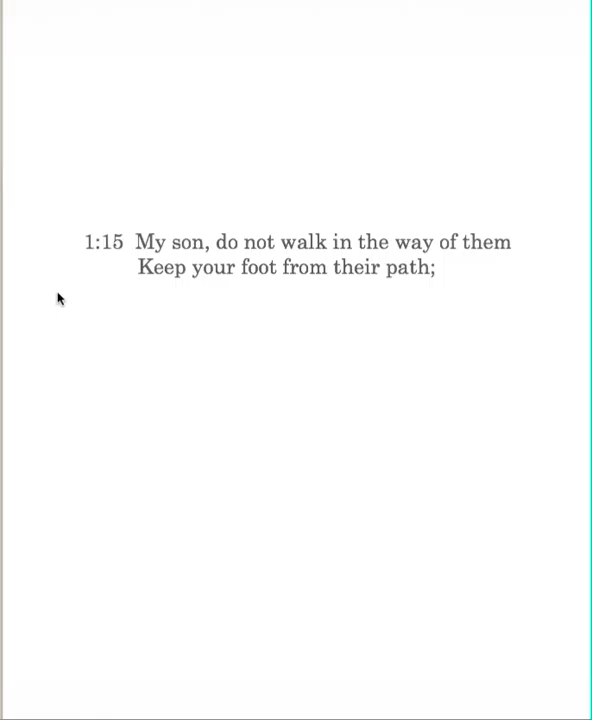 1:15 My son, do not walk in the way of them
Keep your foot from their path;